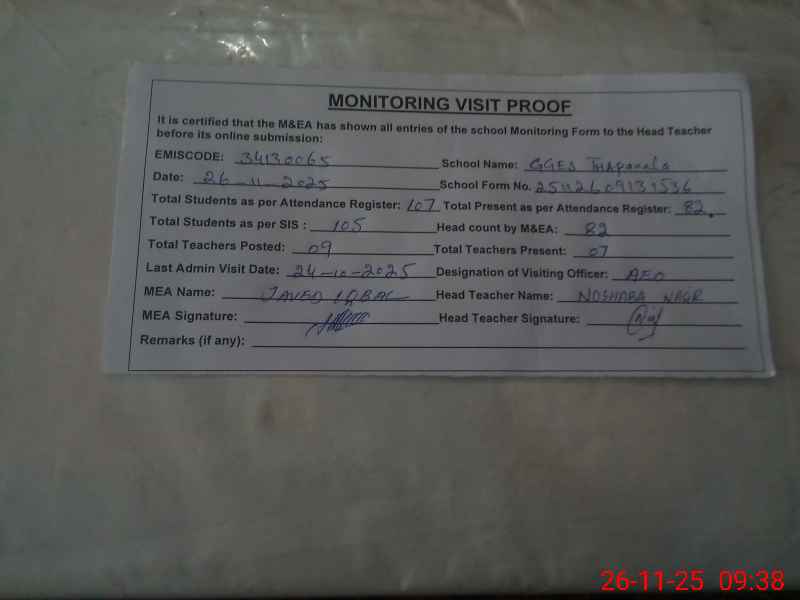 MONITORING VISIT PROOF
It is certified that the M&EA has shown all entries of the school Monitoring Form to the Head Teacher
before its online submission:
EMISCODE: 34130065 School Name: GGES
Date: 26-11-2025 School Form No. 25112609131536
Total Students as per Attendance Register: 107 Total Present as per Attendance Register: 82.
Total Students as per SIS : 105 Head count by M&EA: 82
Total Teachers Posted: 09 Total Teachers Present: 07
Last Admin Visit Date: 24-10-2025 Designation of Visiting Officer: AEO
MEA Name: JAVED IQBAL Head Teacher Name: NOSHABA
MEA Signature: Head Teacher Signature:
Remarks (if any):
26-11-25 09:38